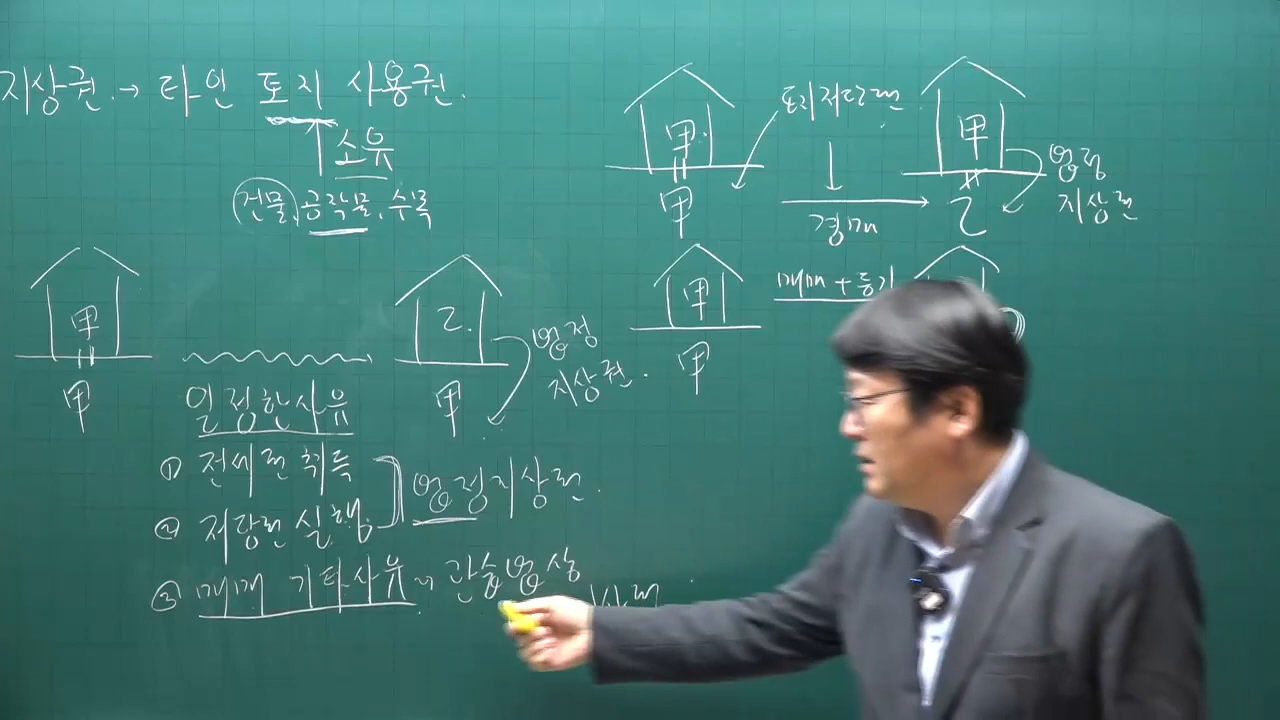 지상권 → 타인 토지 사용권.
소유
건물, 공작물, 수목
甲
甲
일정한 사유
乙.
甲
법정
지상권.
① 전세권 취득
② 저당권 실행
법정지상권.
③ 매매 기타사유 → 관습법상
甲
甲
토지저당권
↓
경매
甲
乙
법정
지상권
甲
甲
매매 + 등기